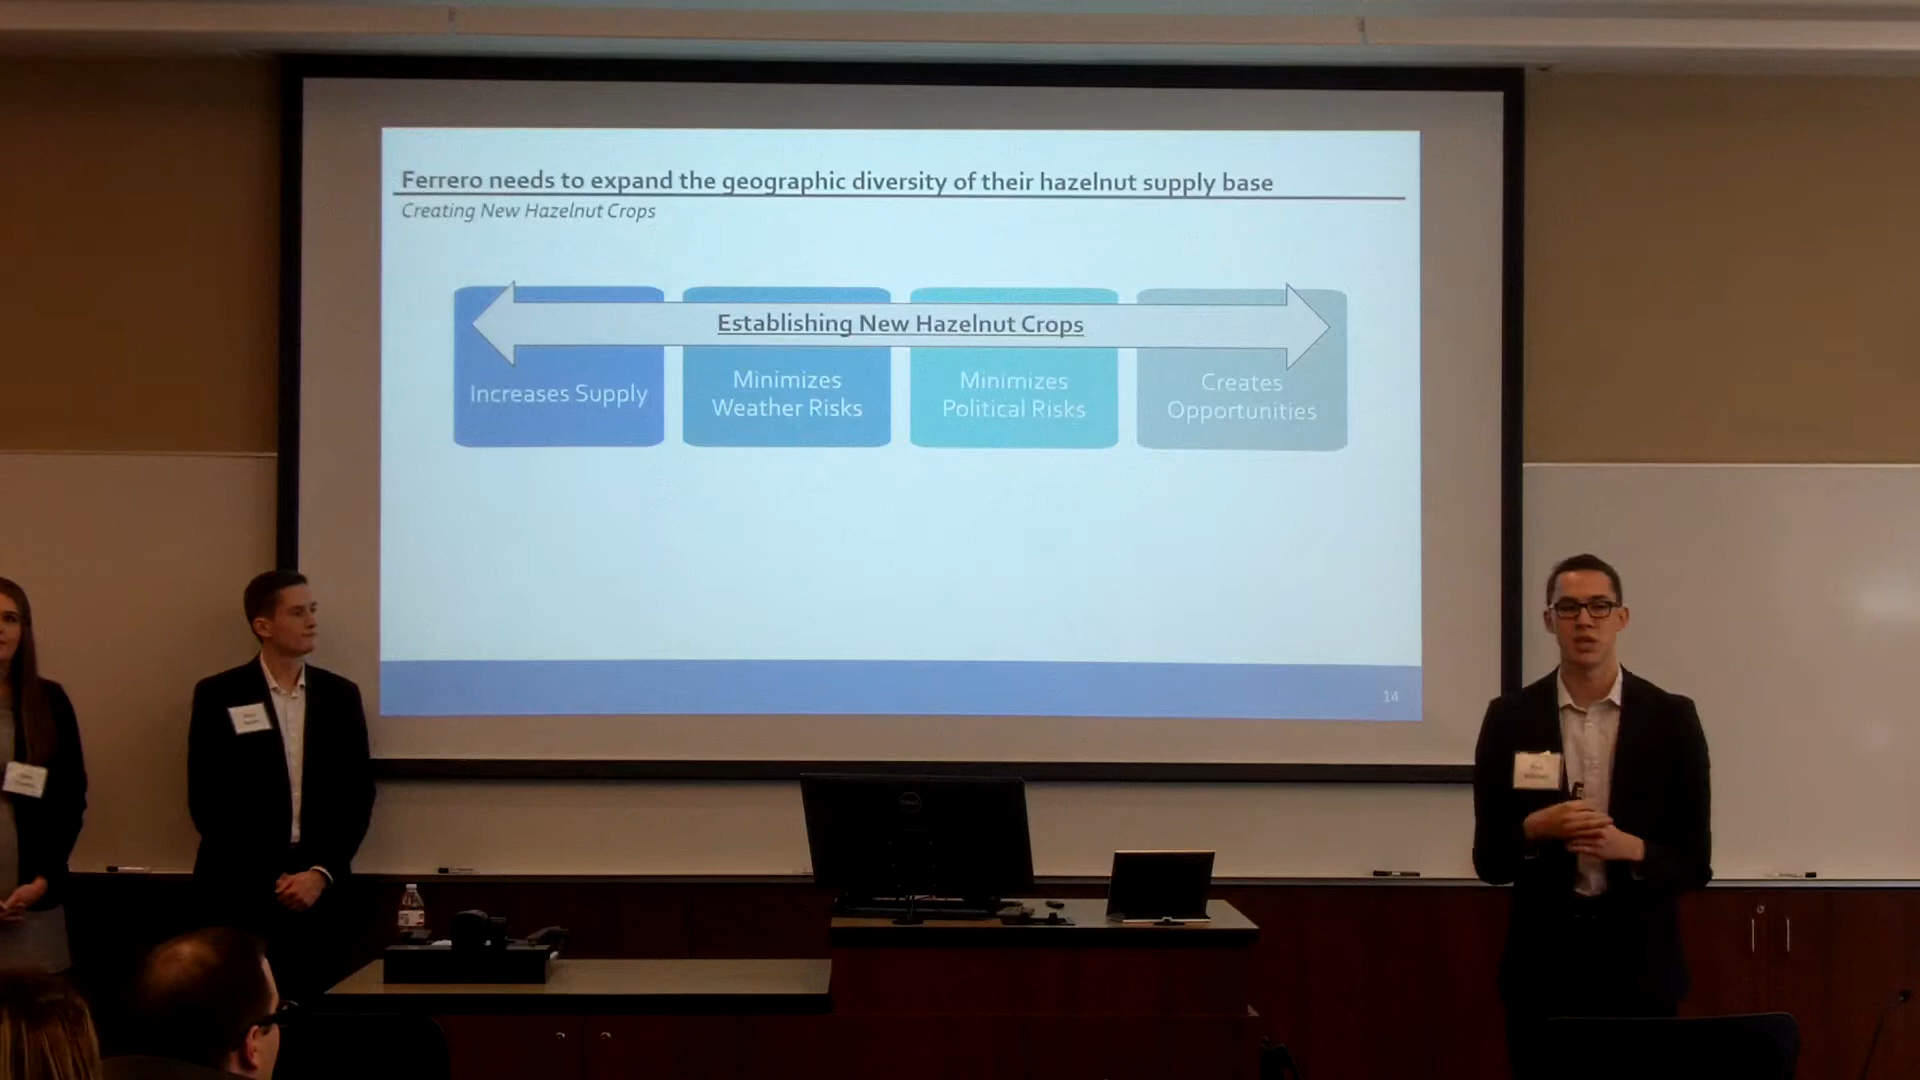 Ferrero needs to expand the geographic diversity of their hazelnut supply base
Creating New Hazelnut Crops
Establishing New Hazelnut Crops
Increases Supply
Minimizes
Weather Risks
Minimizes
Political Risks
Creates
Opportunities
14